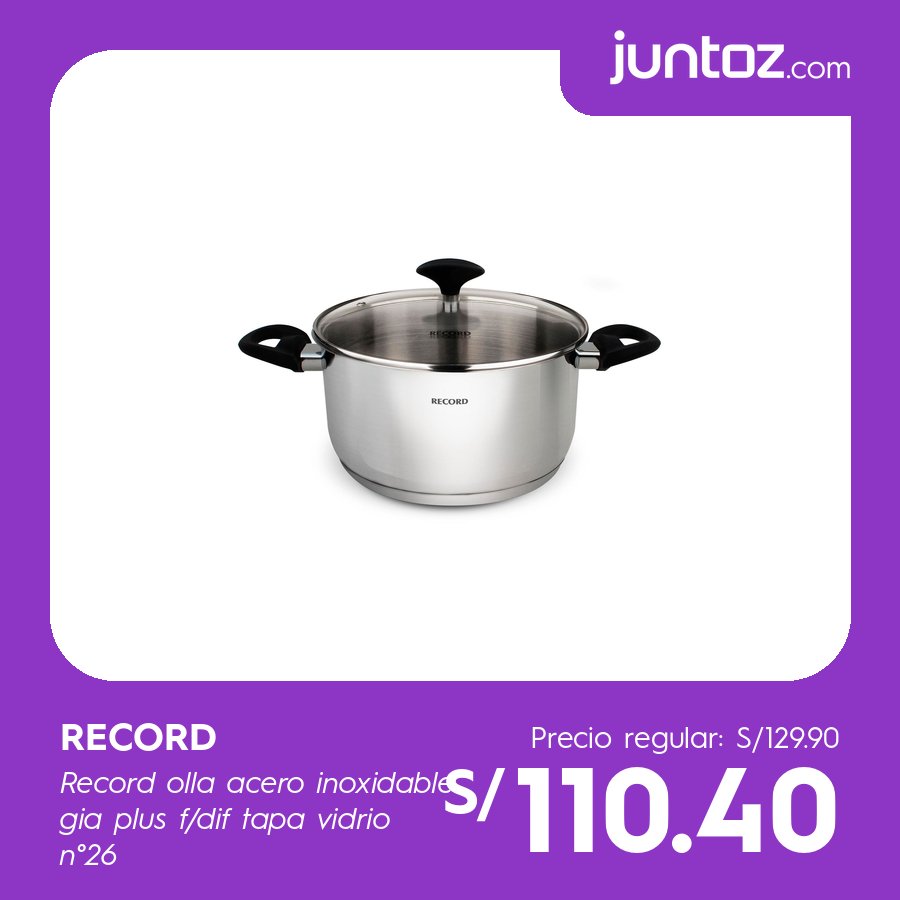 juntoz.com
RECORD
RECORD
RECORD
Precio regular: S/129.90
Record olla acero inoxidable
gia plus f/dif tapa vidrio
n°26
S/110.40